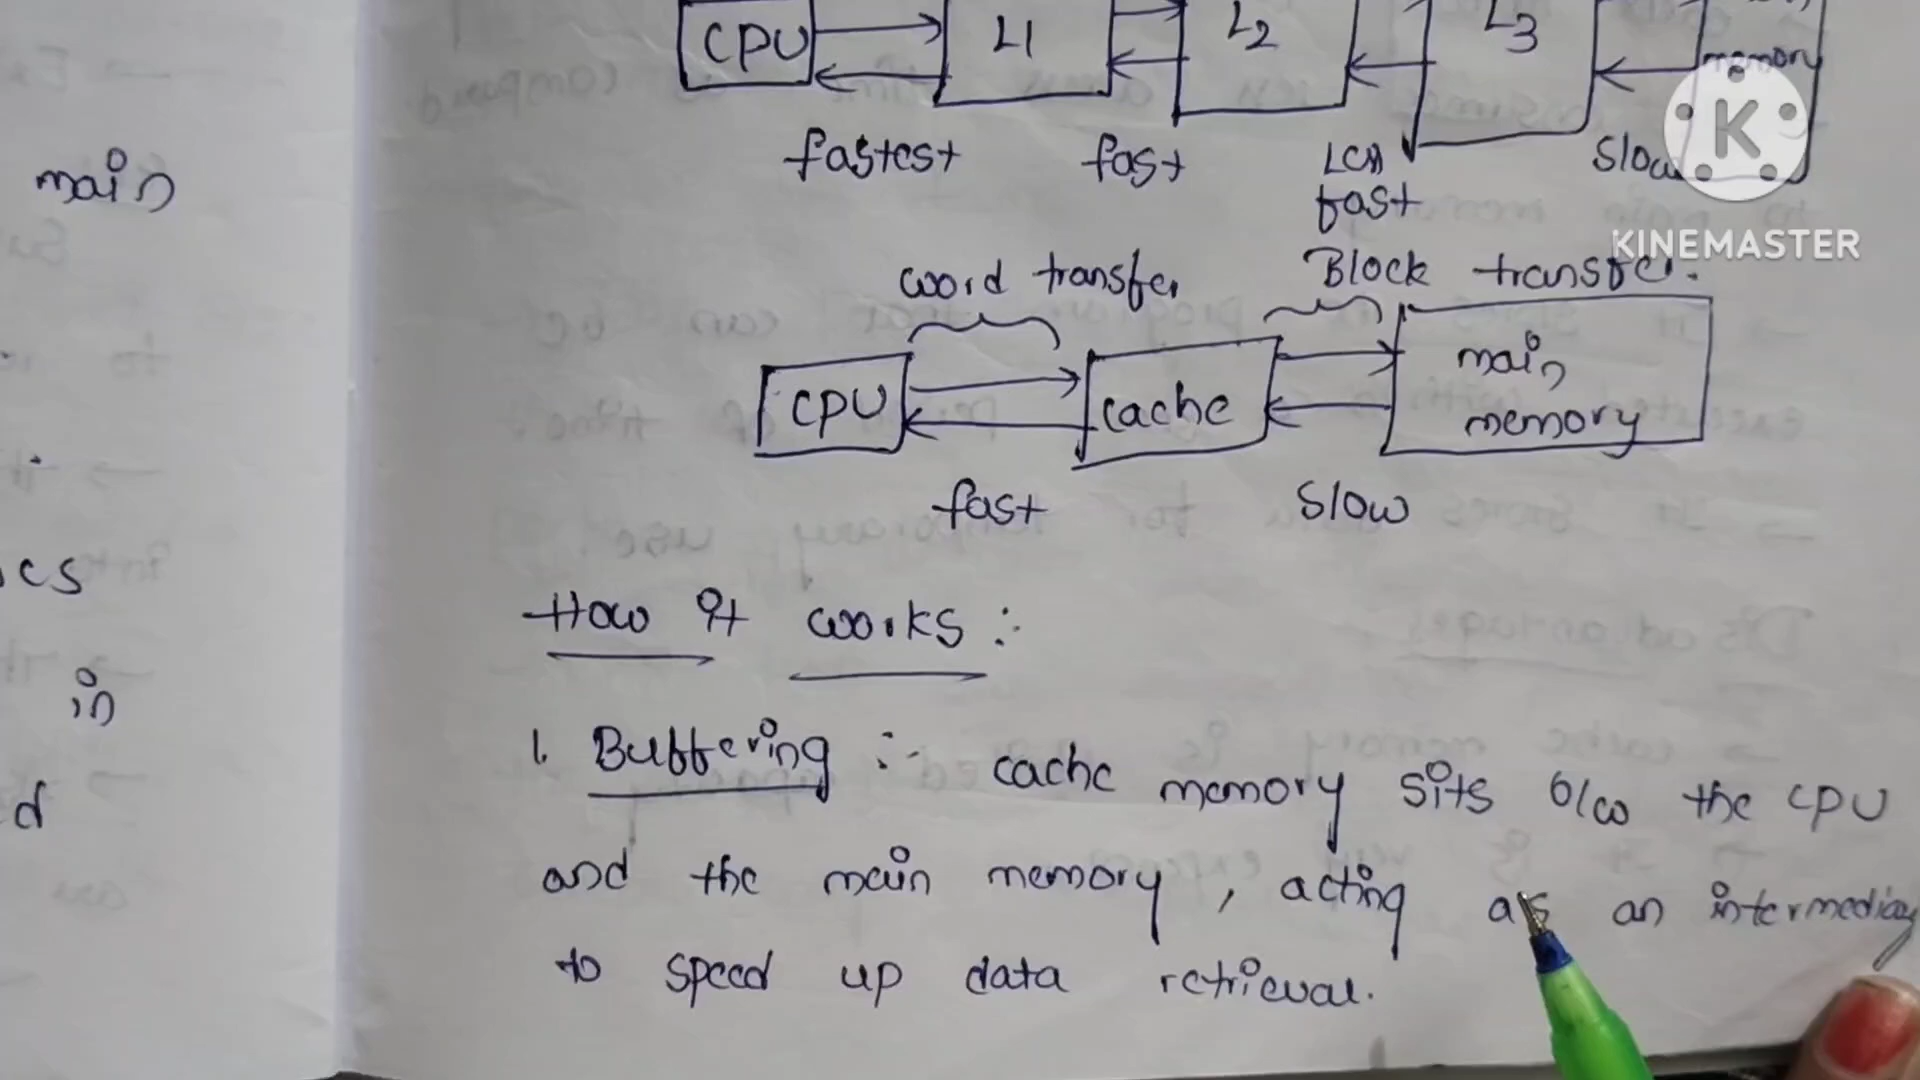 CPU L1 L2 L3 memory
fastest fast Less fast Slow
KINEMASTER
word transfer Block transfer.
CPU cache main memory
fast Slow
main
How it works :
1. Buffering :- cache memory sits b/w the CPU
and the main memory, acting as an intermediary
to speed up data retrieval.
in
d